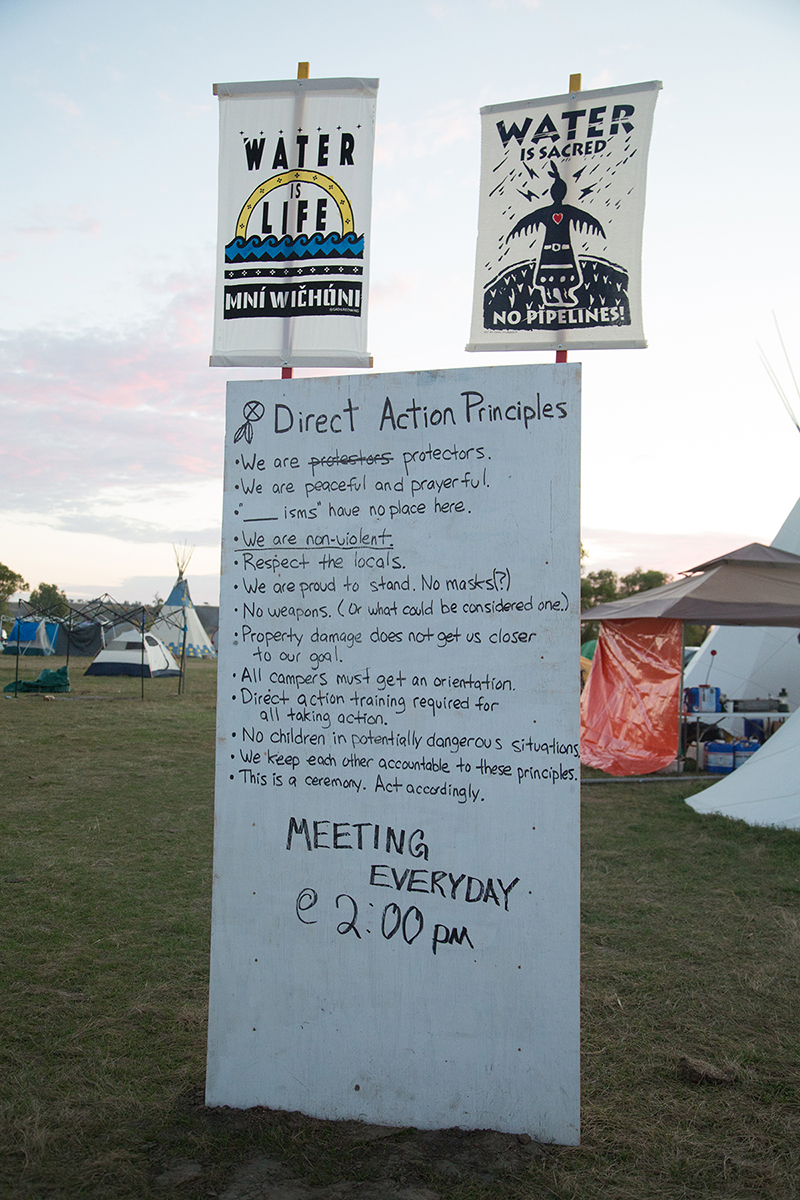 WATER
IS
LIFE
MNÍ WIČHÓNI
WATER
IS SACRED
NO PIPELINES!
Direct Action Principles
•We are protestors protectors.
•We are peaceful and prayerful.
•"___ isms" have no place here.
•We are non-violent.
•Respect the locals.
•We are proud to stand. No masks(?)
•No weapons. (Or what could be considered one.)
•Property damage does not get us closer
to our goal.
•All campers must get an orientation.
•Direct action training required for
all taking action.
•No children in potentially dangerous situations
•We keep each other accountable to these principles.
•This is a ceremony. Act accordingly.
MEETING
EVERYDAY
@ 2:00 pm